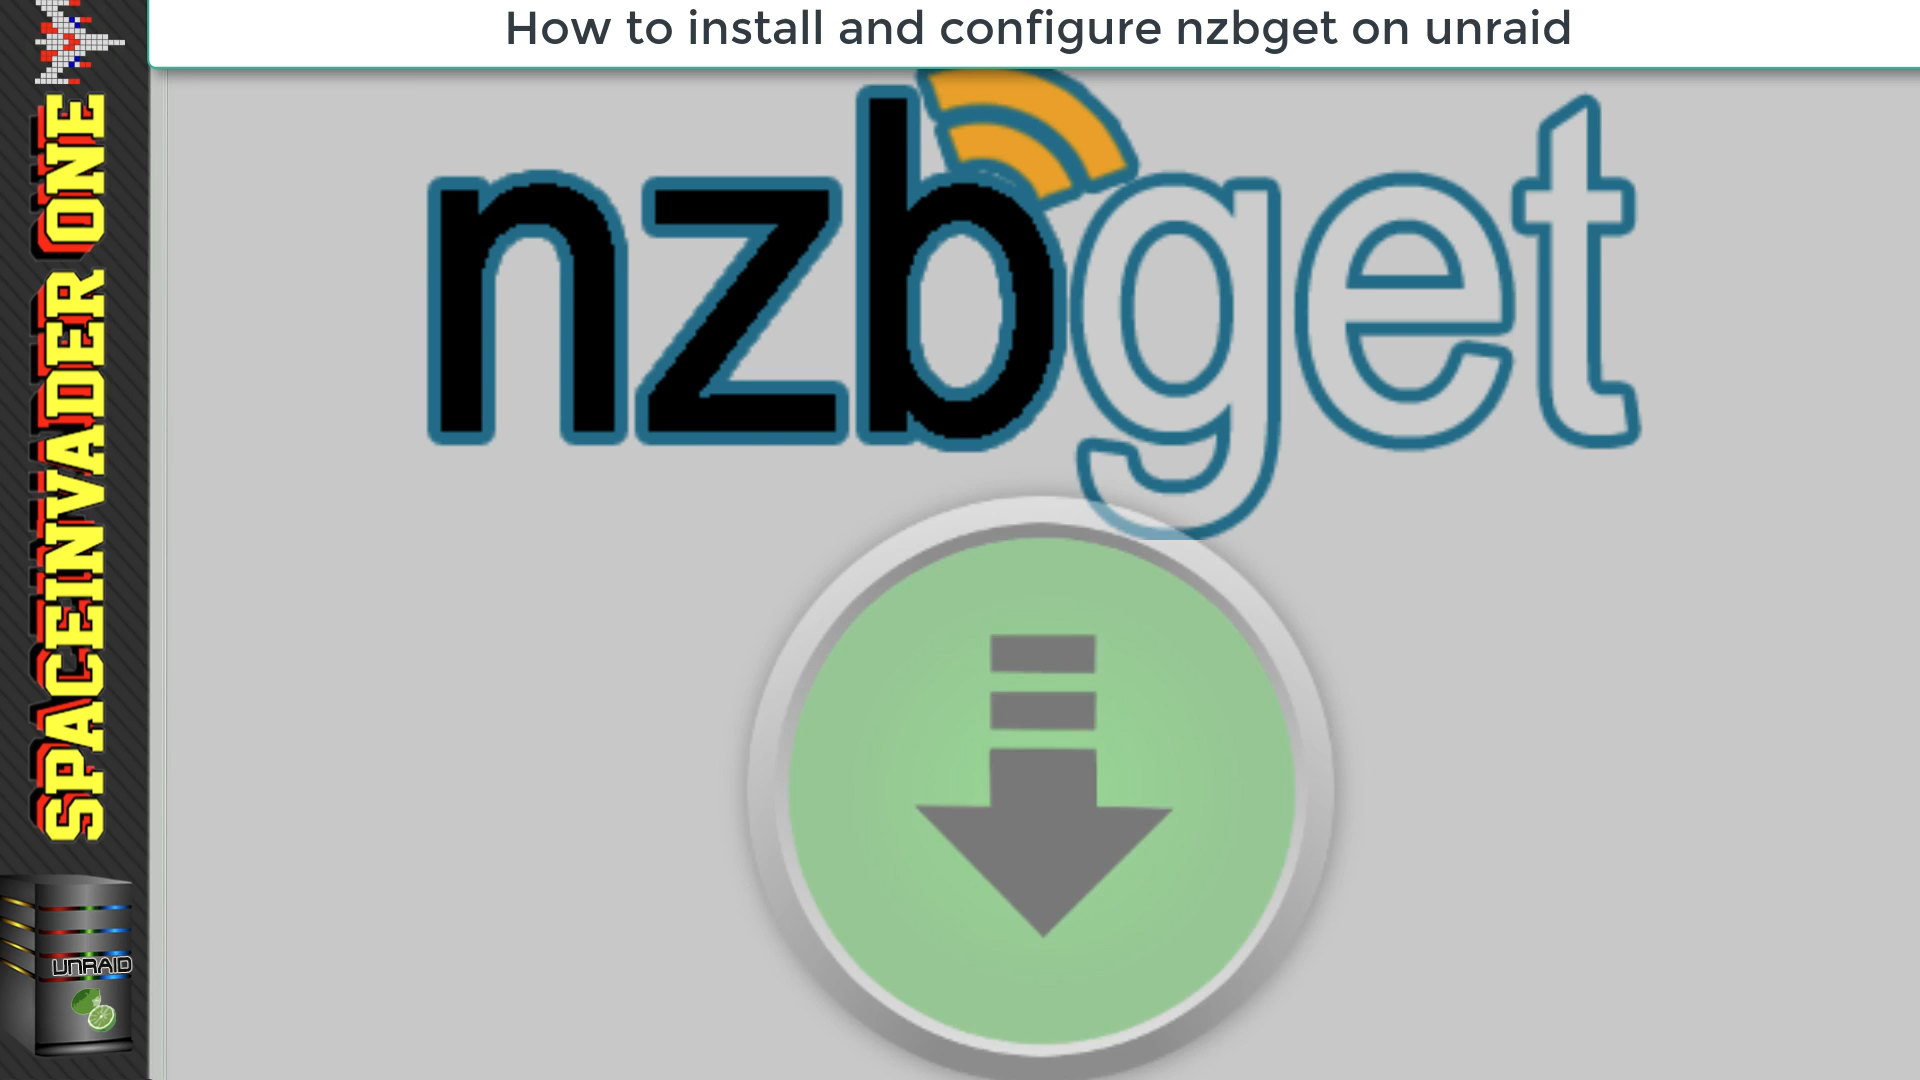 How to install and configure nzbget on unraid
SPACEINVADER ONE
nzbget
UNRAID